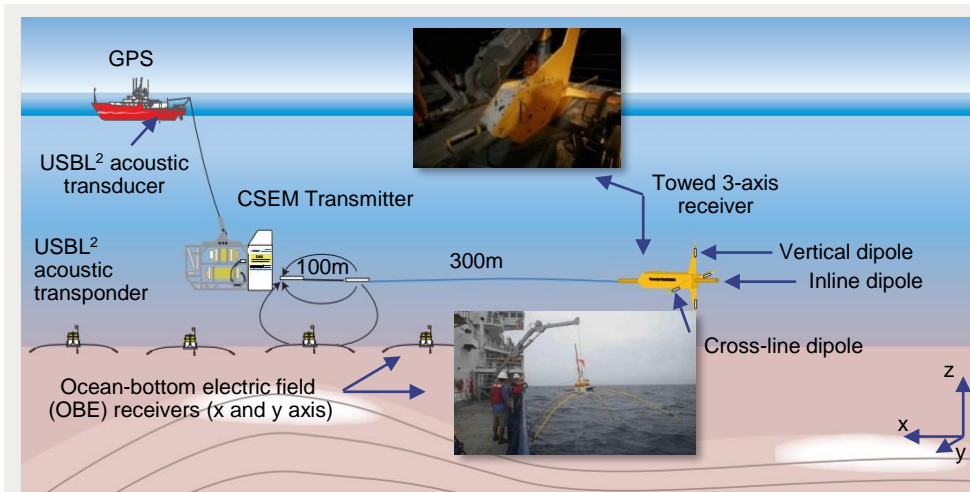 GPS
USBL² acoustic
transducer
CSEM Transmitter
Towed 3-axis
receiver
USBL²
acoustic
transponder
100m
300m
Vertical dipole
Inline dipole
Cross-line dipole
Ocean-bottom electric field
(OBE) receivers (x and y axis)
z
x
y